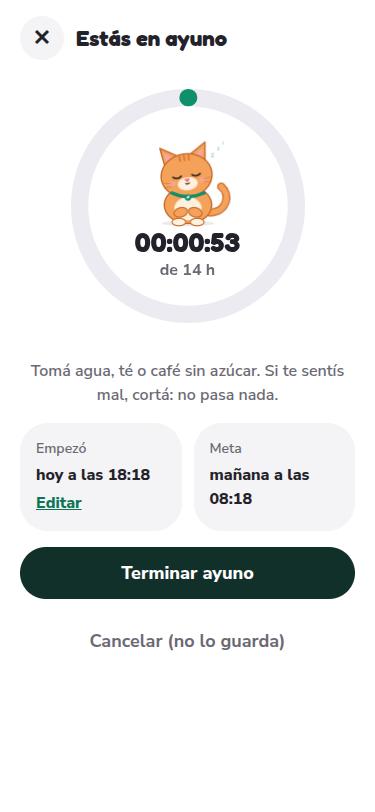 ✕ Estás en ayuno
00:00:53
de 14 h
Tomá agua, té o café sin azúcar. Si te sentís
mal, cortá: no pasa nada.
Empezó
hoy a las 18:18
Editar
Meta
mañana a las
08:18
Terminar ayuno
Cancelar (no lo guarda)